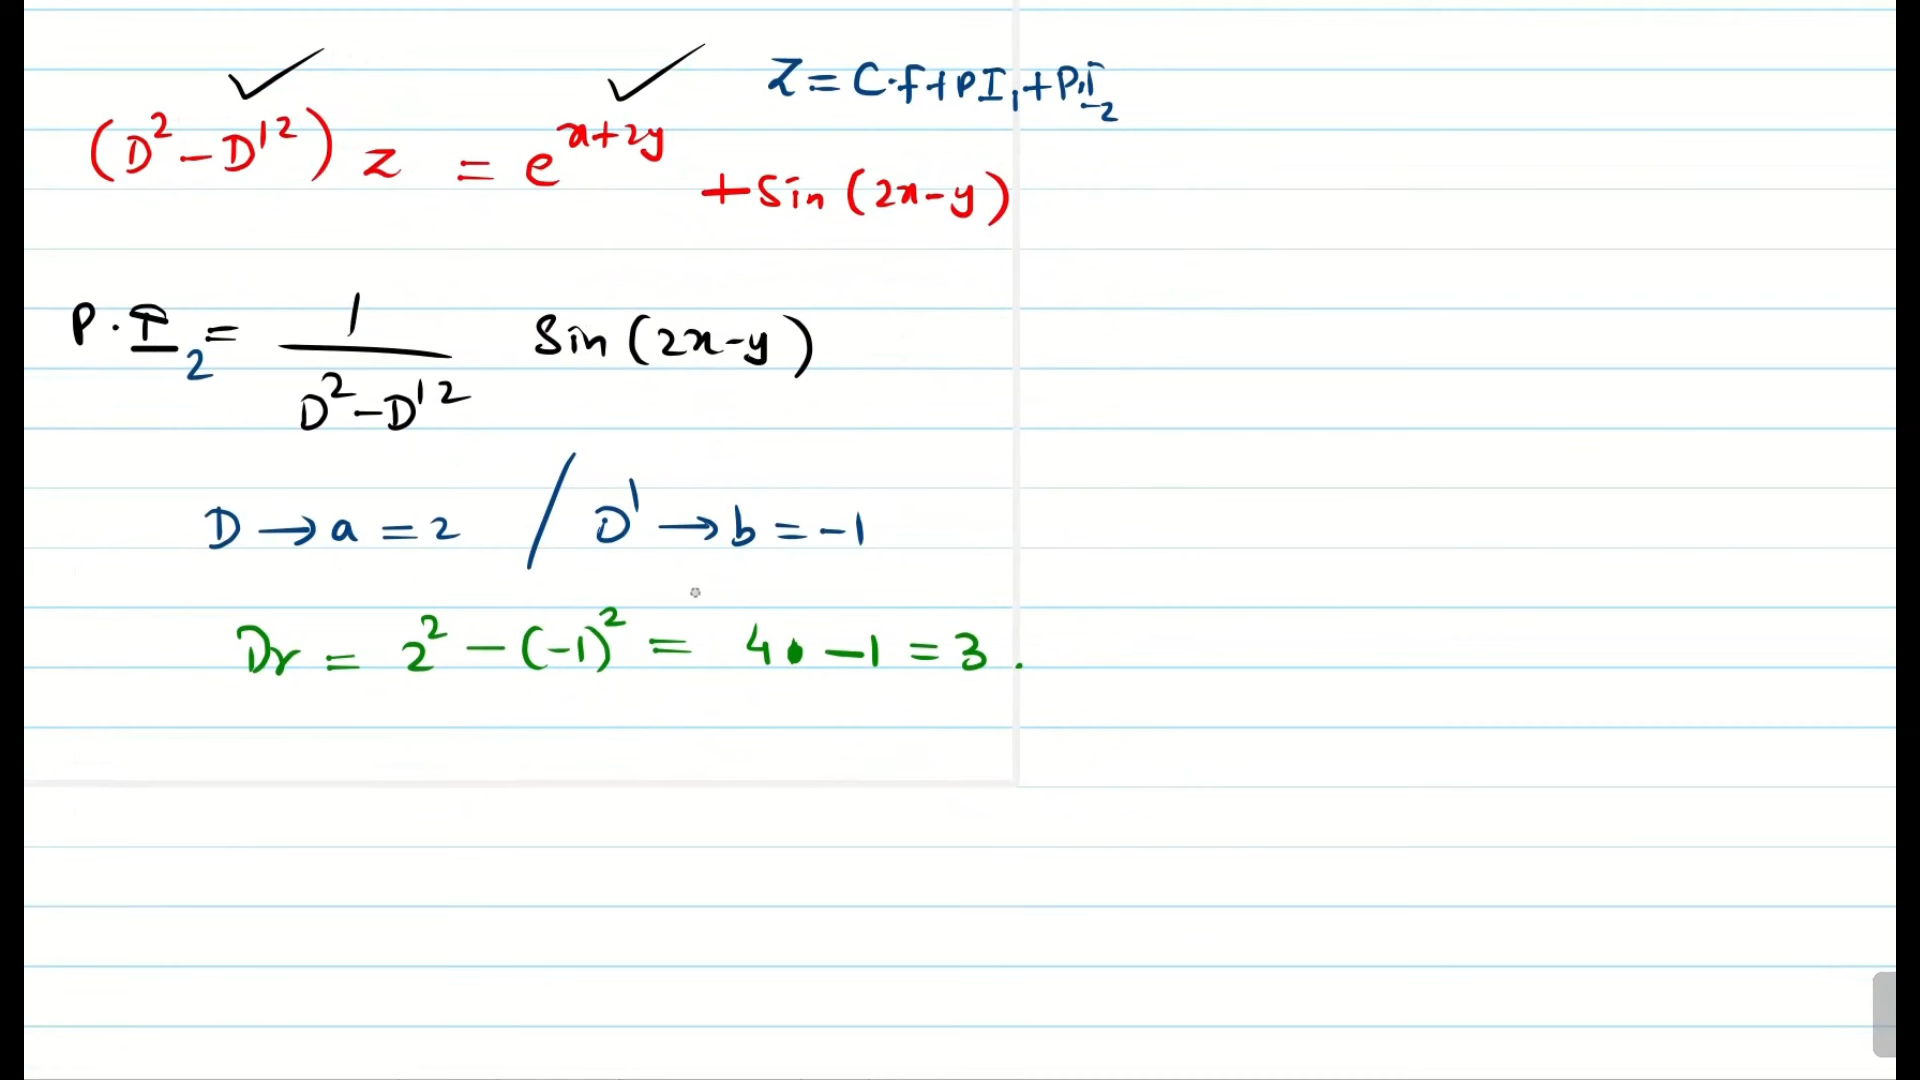 Z = C.f + PI₁ + P.I₂
(D² - D'²) z = e^(x+2y)
+ Sin (2x-y)
P.I₂ = 1/(D² - D'²) Sin (2x-y)
D → a = 2 / D' → b = -1
Dr = 2² - (-1)² = 4 . -1 = 3 .